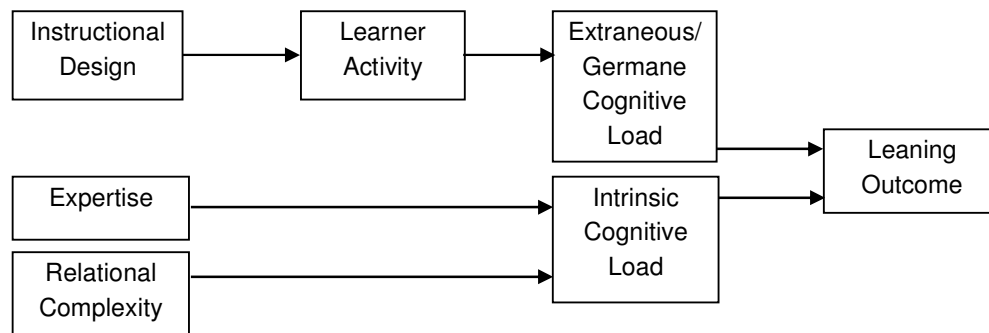 Instructional
Design
Learner
Activity
Extraneous/
Germane
Cognitive
Load
Leaning
Outcome
Expertise
Intrinsic
Cognitive
Load
Relational
Complexity